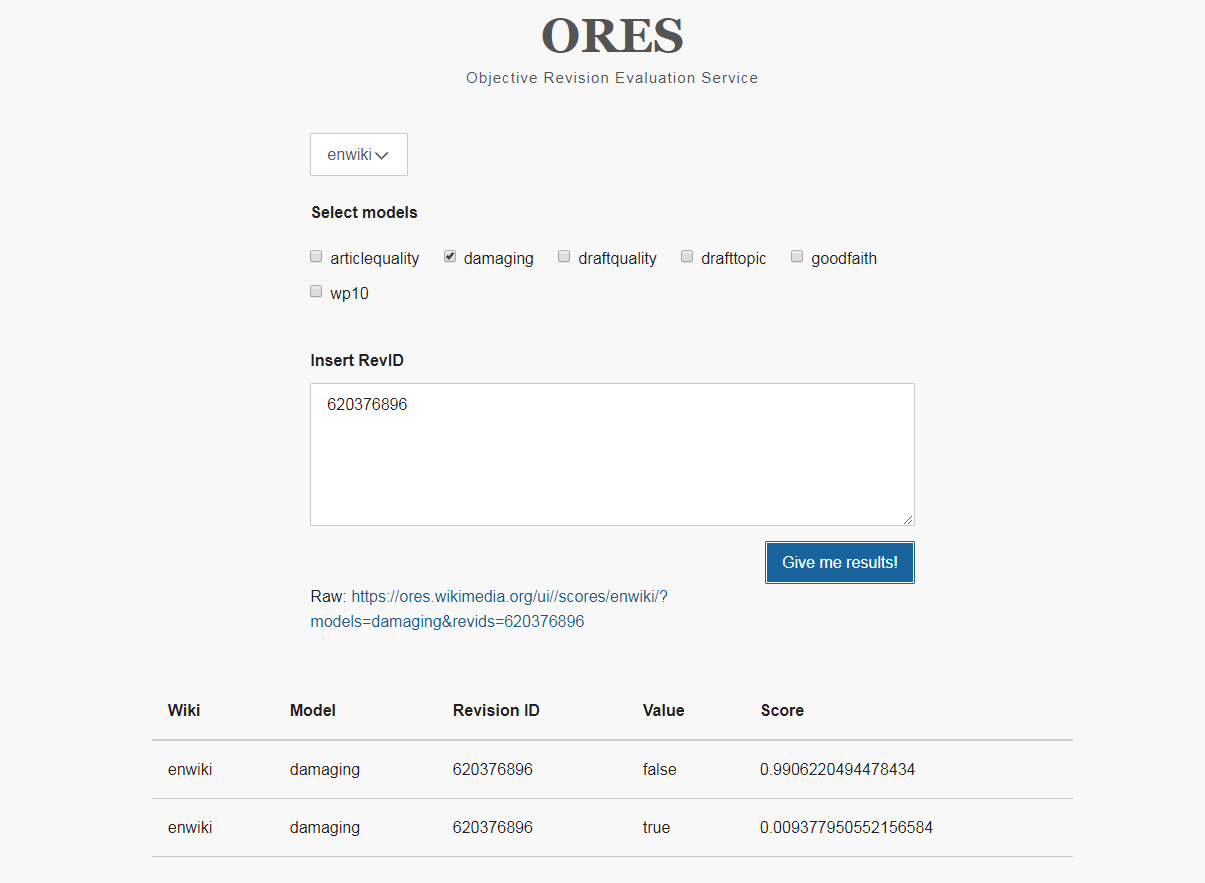 ORES
Objective Revision Evaluation Service
enwiki
Select models
articlequality damaging draftquality drafttopic goodfaith
wp10
Insert RevID
620376896
Give me results!
Raw: https://ores.wikimedia.org/ui//scores/enwiki/?
models=damaging&revids=620376896
Wiki Model Revision ID Value Score
enwiki damaging 620376896 false 0.9906220494478434
enwiki damaging 620376896 true 0.009377950552156584